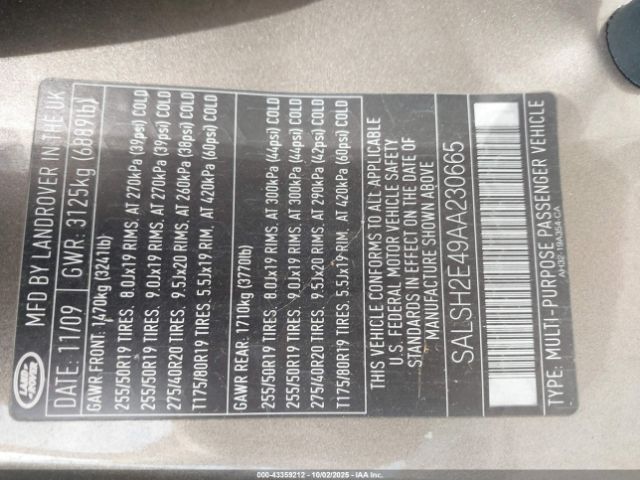 MFD BY LANDROVER IN THE UK
DATE: 11/09 GWR: 3125kg (6889lb)
GAWR FRONT: 1470kg (3241lb)
255/50R19 TIRES. 8.0Jx19 RIMS. AT 270kPa (39psi) COLD
255/50R19 TIRES. 9.0Jx19 RIMS. AT 270kPa (39psi) COLD
275/40R20 TIRES. 9.5Jx20 RIMS. AT 260kPa (38psi) COLD
T175/80R19 TIRES. 5.5Jx19 RIM, AT 420kPa (60psi) COLD
GAWR REAR: 1710kg (3770lb)
255/50R19 TIRES. 8.0Jx19 RIMS. AT 300kPa (44psi) COLD
255/50R19 TIRES. 9.0Jx19 RIMS. AT 300kPa (44psi) COLD
275/40R20 TIRES. 9.5Jx20 RIMS. AT 290kPa (42psi) COLD
T175/80R19 TIRES. 5.5Jx19 RIM, AT 420kPa (60psi) COLD
THIS VEHICLE CONFORMS TO ALL APPLICABLE
U.S. FEDERAL MOTOR VEHICLE SAFETY
STANDARDS IN EFFECT ON THE DATE OF
MANUFACTURE SHOWN ABOVE
SALSH2E49AA230665
TYPE: MULTI-PURPOSE PASSENGER VEHICLE
AH32-19A364-CA
LAND ROVER
000-43359212 - 10/02/2025 - IAA Inc.